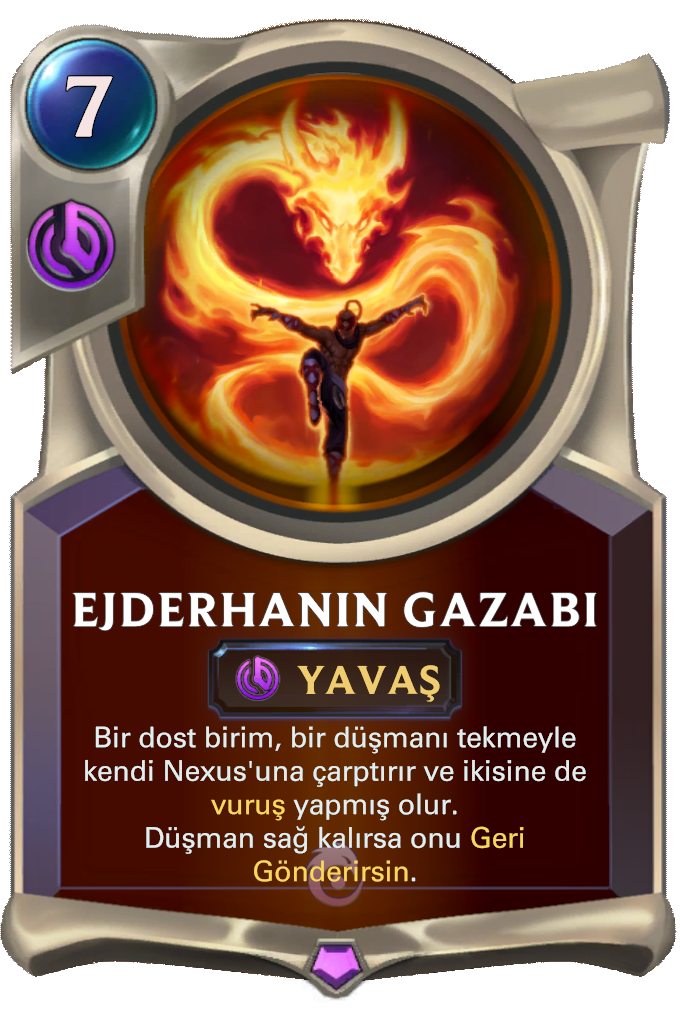 7
EJDERHANIN GAZABI
YAVAŞ
Bir dost birim, bir düşmanı tekmeyle
kendi Nexus'una çarptırır ve ikisine de
vuruş yapmış olur.
Düşman sağ kalırsa onu Geri
Gönderirsin.